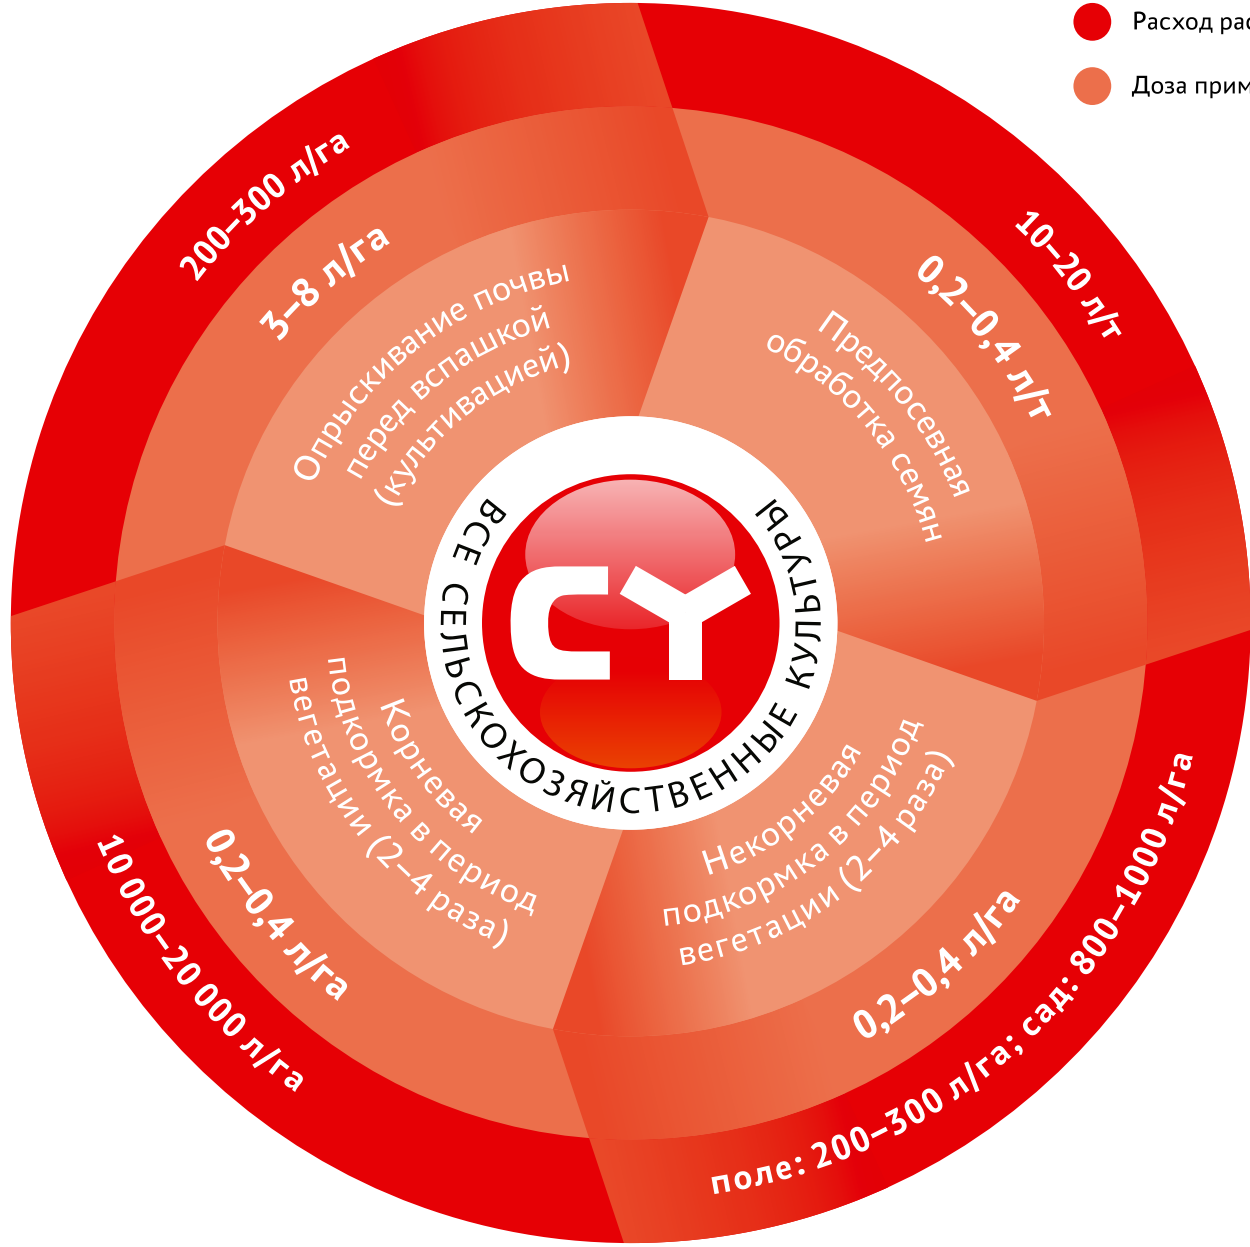 Расход
Доза
200–300 л/га
3–8 л/га
Опрыскивание почвы
перед вспашкой
(культивацией)
10–20 л/т
0,2–0,4 л/т
Предпосевная
обработка семян
ВСЕ СЕЛЬСКОХОЗЯЙСТВЕННЫЕ КУЛЬТУРЫ
СУ
Корневая
подкормка в период
вегетации (2–4 раза)
0,2–0,4 л/га
10 000–20 000 л/га
Некорневая
подкормка в период
вегетации (2–4 раза)
0,2–0,4 л/га
поле: 200–300 л/га; сад: 800–1000 л/га